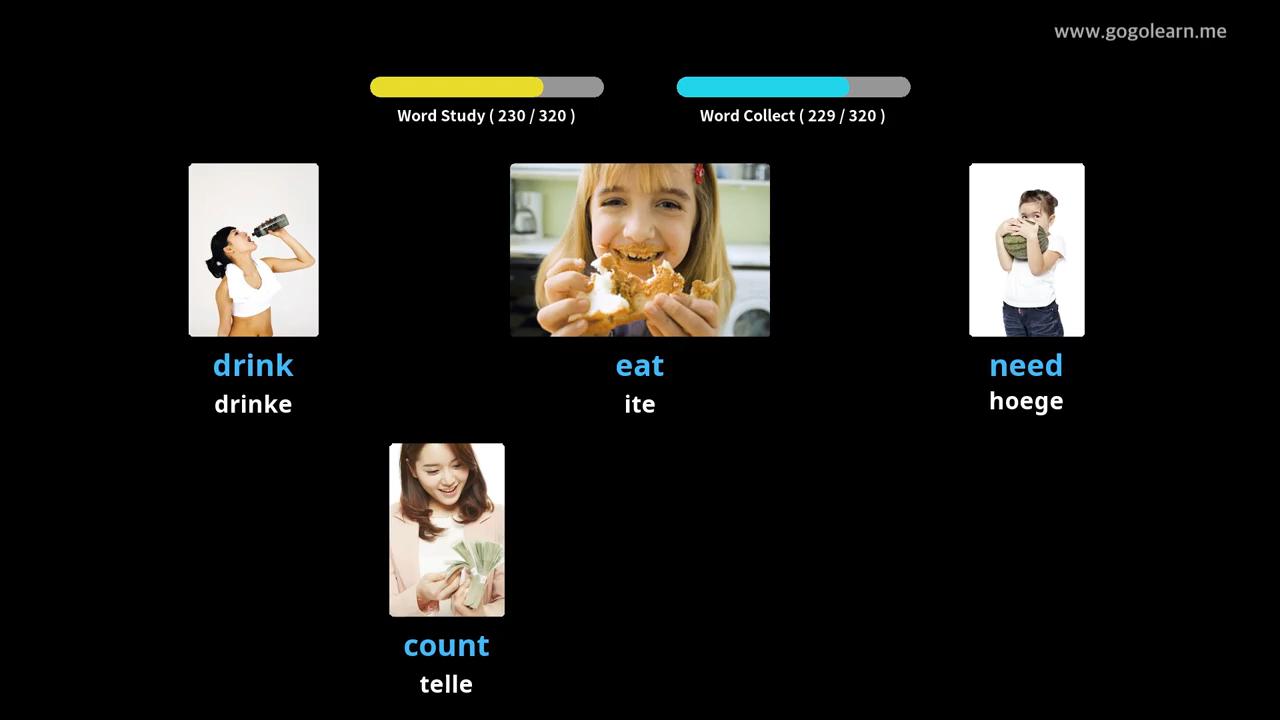 www.gogolearn.me
Word Study ( 230 / 320 )
Word Collect ( 229 / 320 )
drink
drinke
eat
ite
need
hoege
count
telle